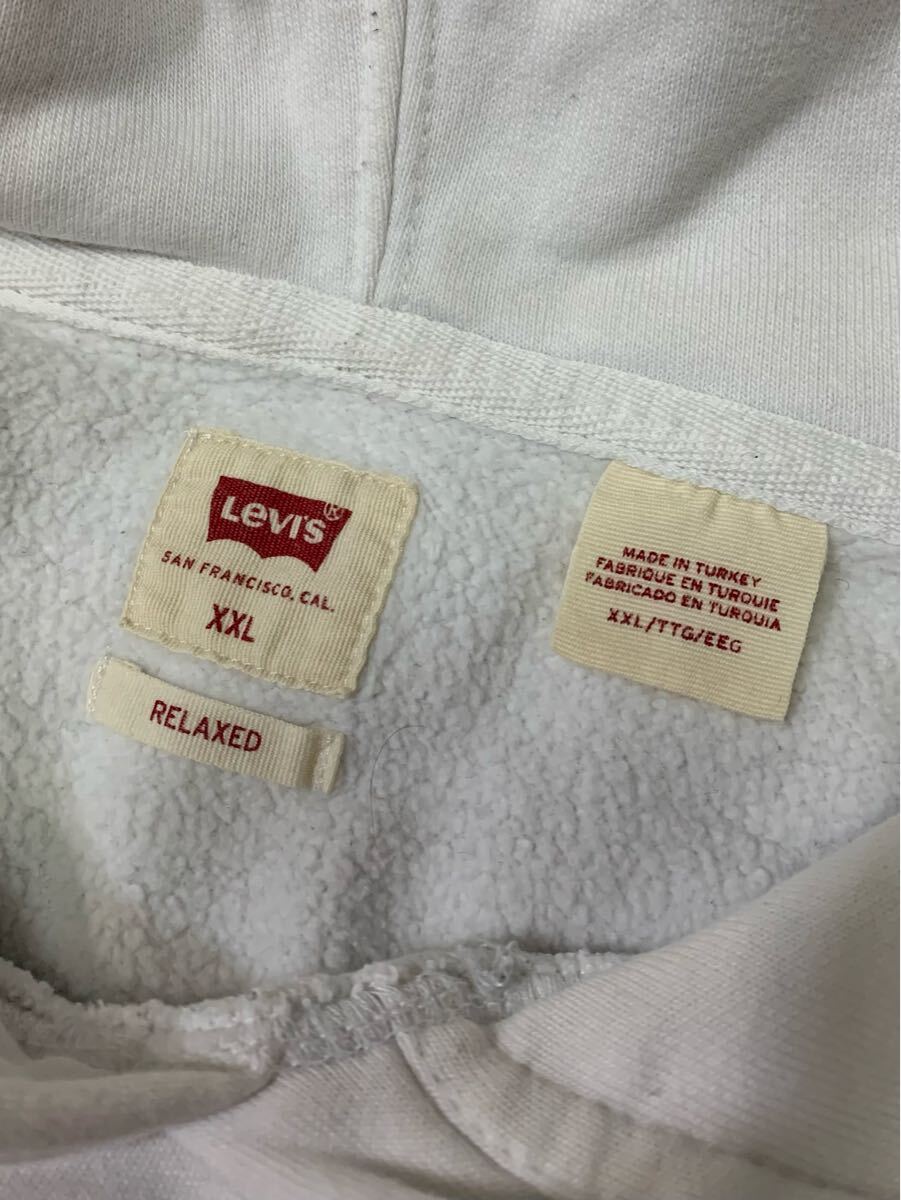 Levi's®
SAN FRANCISCO, CAL.
XXL
RELAXED
MADE IN TURKEY
FABRIQUE EN TURQUIE
FABRICADO EN TURQUIA
XXL/TTG/EEG